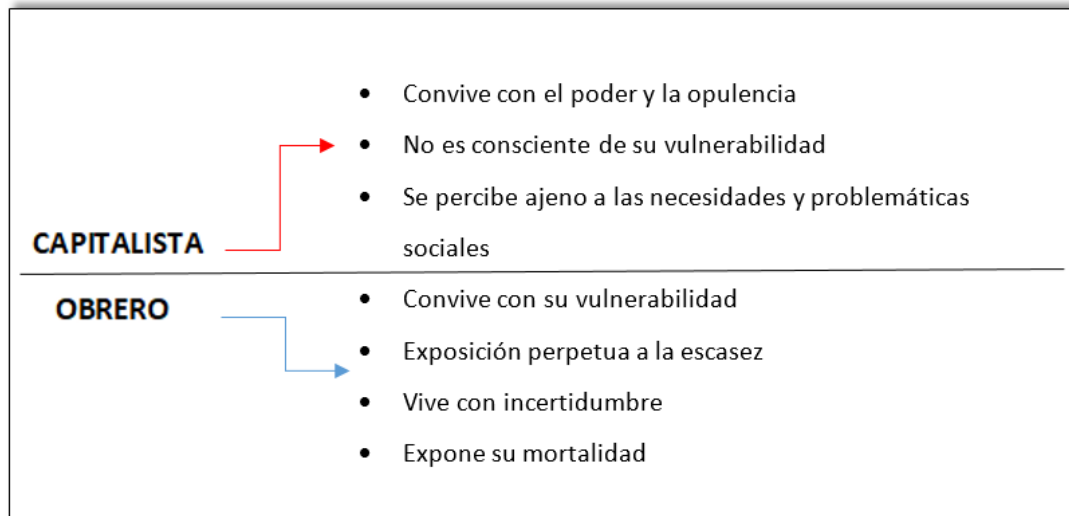 Convive con el poder y la opulencia
No es consciente de su vulnerabilidad
Se percibe ajeno a las necesidades y problemáticas
sociales
CAPITALISTA
OBRERO
Convive con su vulnerabilidad
Exposición perpetua a la escasez
Vive con incertidumbre
Expone su mortalidad